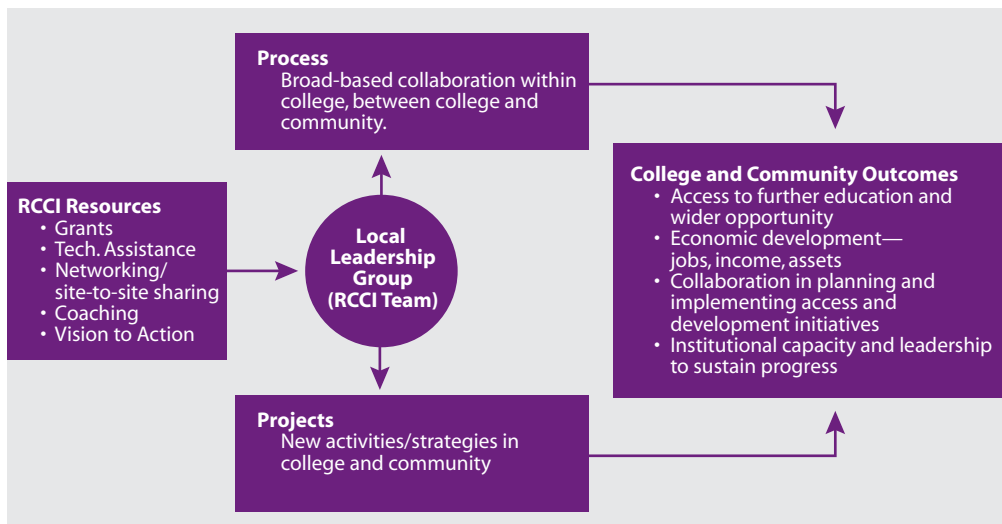 Process
Broad-based collaboration within
college, between college and
community.
RCCI Resources
• Grants
• Tech. Assistance
• Networking/
site-to-site sharing
• Coaching
• Vision to Action
Local
Leadership
Group
(RCCI Team)
College and Community Outcomes
• Access to further education and
wider opportunity
• Economic development—
jobs, income, assets
• Collaboration in planning and
implementing access and
development initiatives
• Institutional capacity and leadership
to sustain progress
Projects
New activities/strategies in
college and community